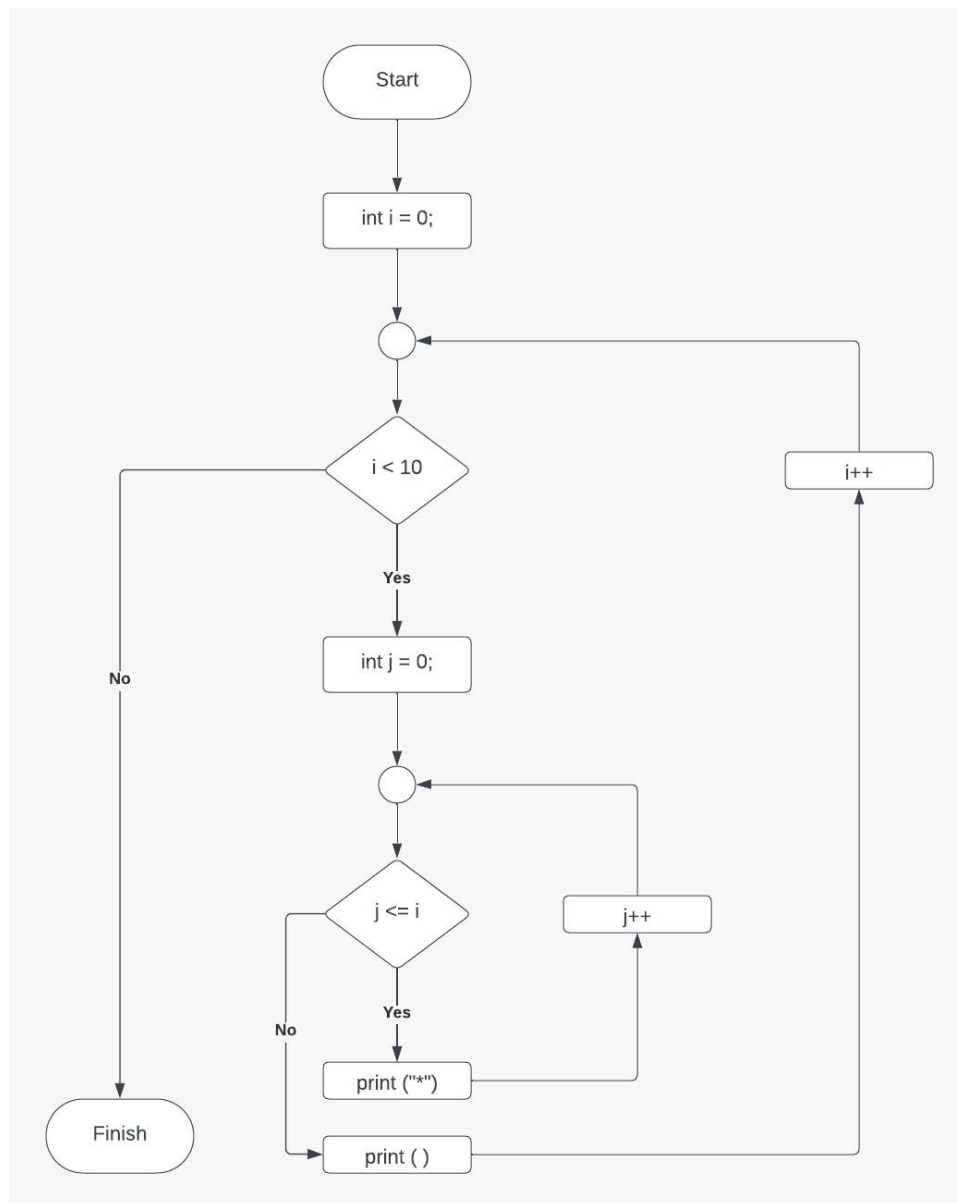 Start
int i = 0;
i < 10
i++
Yes
int j = 0;
No
j <= i
j++
Yes
No
print ("*")
Finish
print ( )